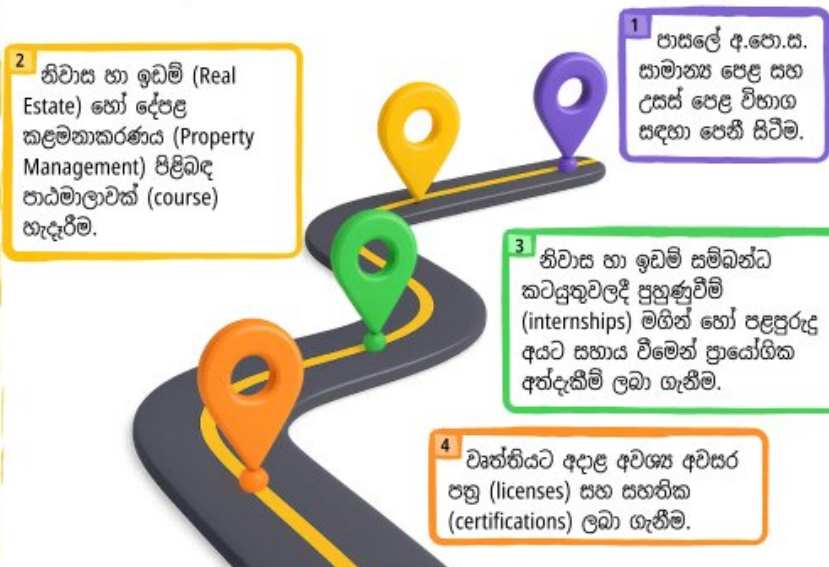 1
පාසලේ අ.පො.ස.
සාමාන්‍ය පෙළ සහ
උසස් පෙළ විභාග
සඳහා පෙනී සිටීම.
2
නිවාස හා ඉඩම් (Real
Estate) හෝ දේපළ
කළමනාකරණය (Property
Management) පිළිබඳ
පාඨමාලාවක් (course)
හැදෑරීම.
3
නිවාස හා ඉඩම් සම්බන්ධ
කටයුතුවලදී පුහුණුවීම්
(internships) මගින් හෝ පළපුරුදු
අයට සහාය වීමෙන් ප්‍රායෝගික
අත්දැකීම් ලබා ගැනීම.
4
වෘත්තියට අදාළ අවශ්‍ය අවසර
පත්‍ර (licenses) සහ සහතික
(certifications) ලබා ගැනීම.